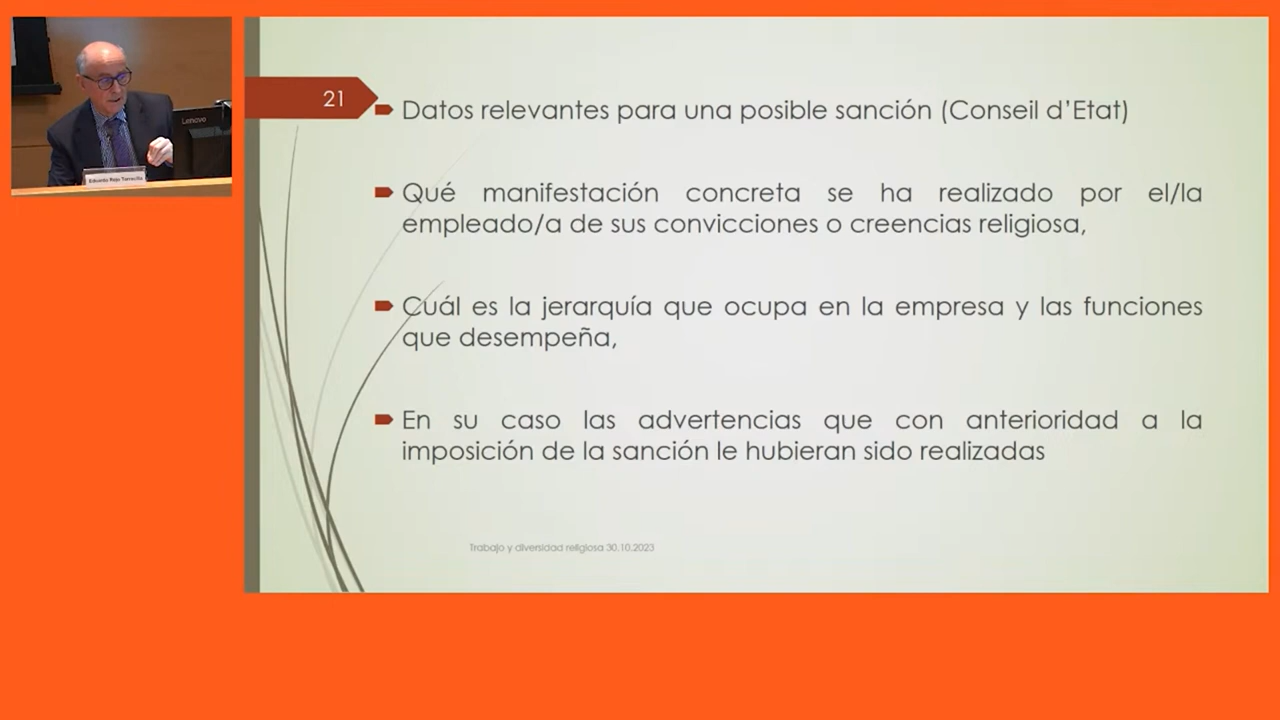 Lenovo
Eduardo Rojo Torrecilla
21
Datos relevantes para una posible sanción (Conseil d’Etat)
Qué manifestación concreta se ha realizado por el/la
empleado/a de sus convicciones o creencias religiosa,
Cuál es la jerarquía que ocupa en la empresa y las funciones
que desempeña,
En su caso las advertencias que con anterioridad a la
imposición de la sanción le hubieran sido realizadas
Trabajo y diversidad religiosa 30.10.2023